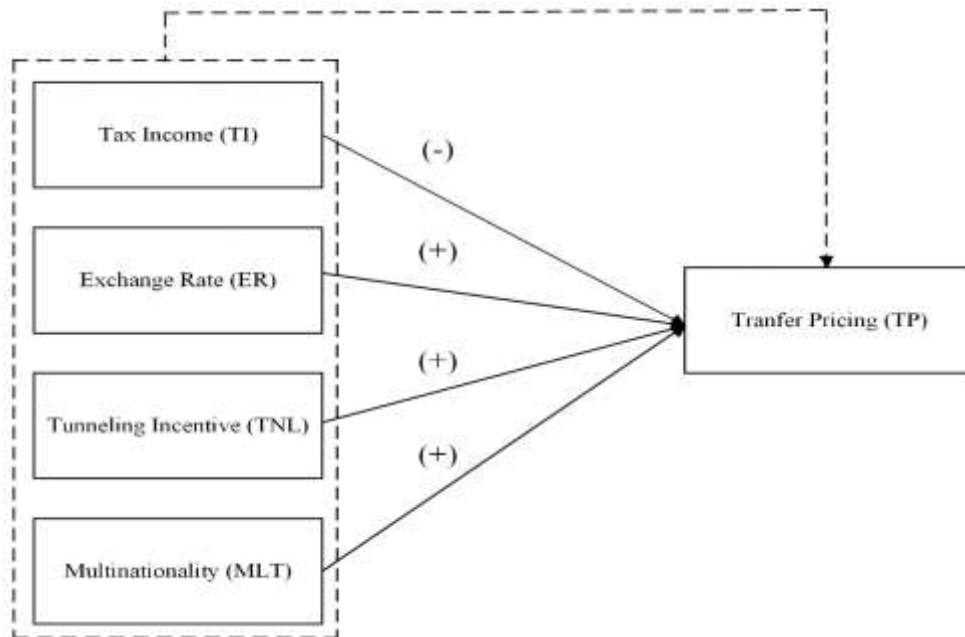 Tax Income (TI)
(-)
Exchange Rate (ER)
(+)
Tranfer Pricing (TP)
Tunneling Incentive (TNL)
(+)
Multinationality (MLT)
(+)